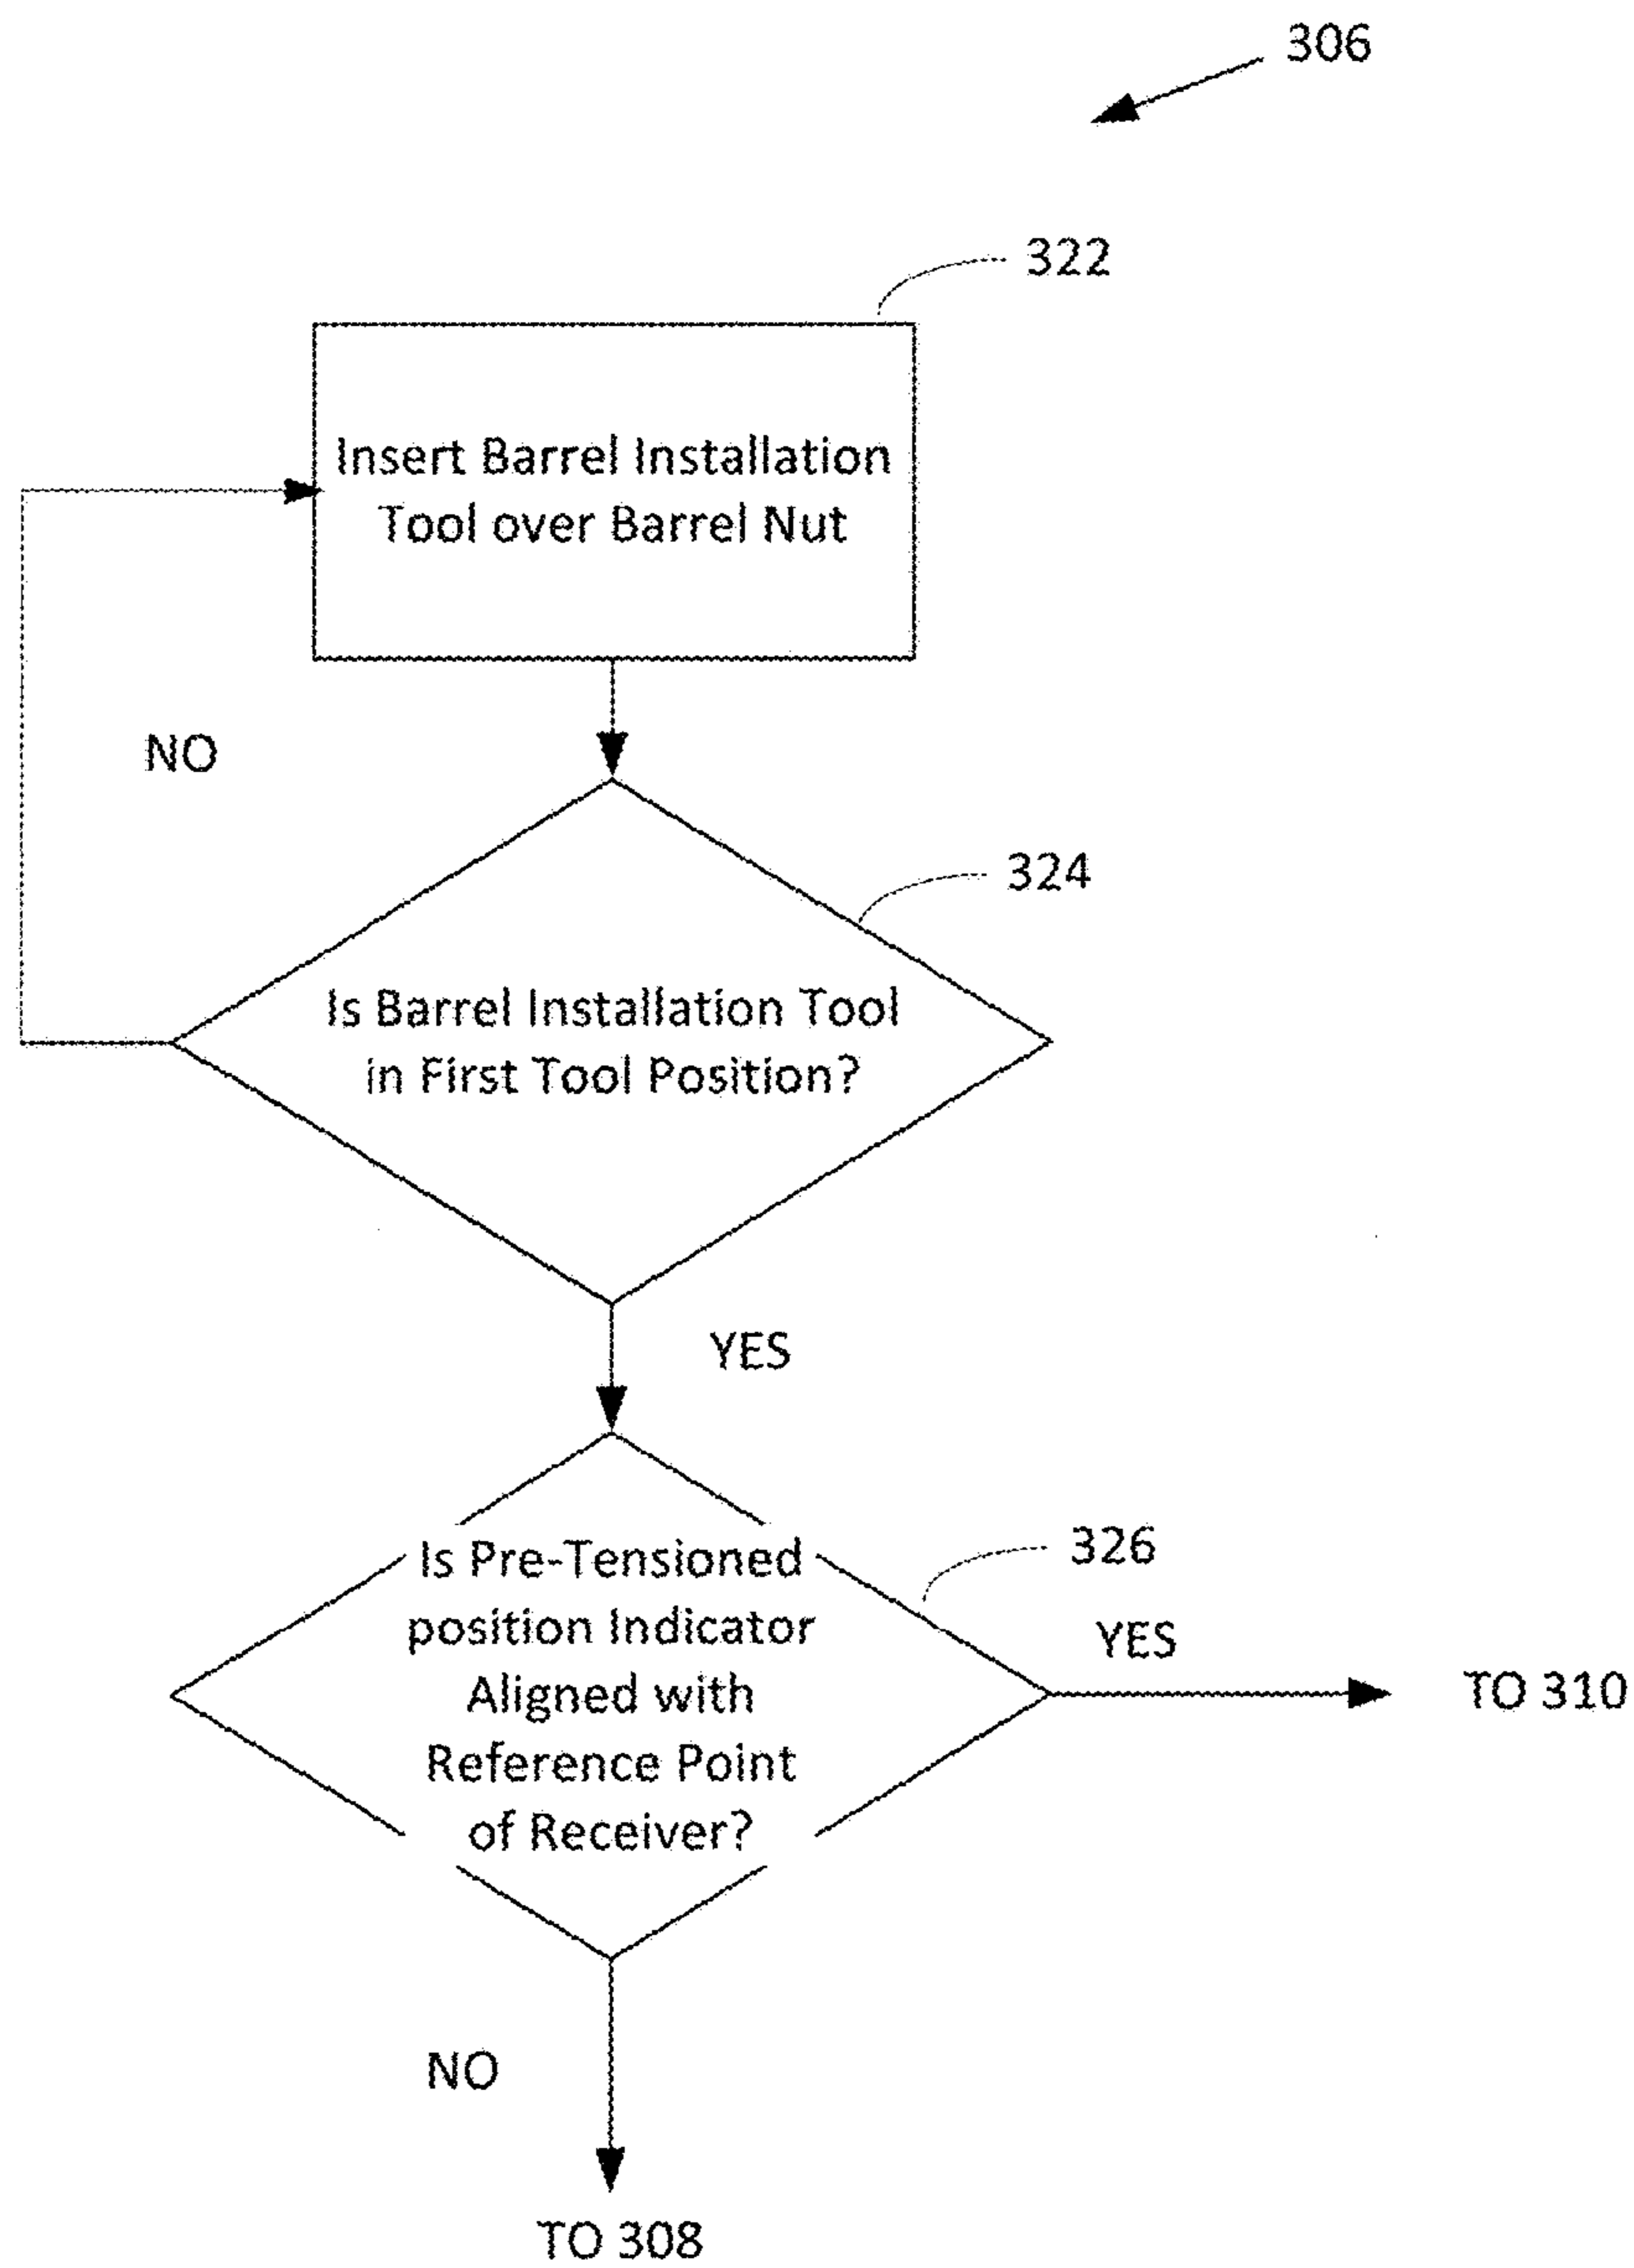 306
322
Insert Barrel Installation
Tool over Barrel Nut
NO
324
Is Barrel Installation Tool
in First Tool Position?
YES
Is Pre-Tensioned
position Indicator
Aligned with
Reference Point
of Receiver?
326
YES
TO 310
NO
TO 308